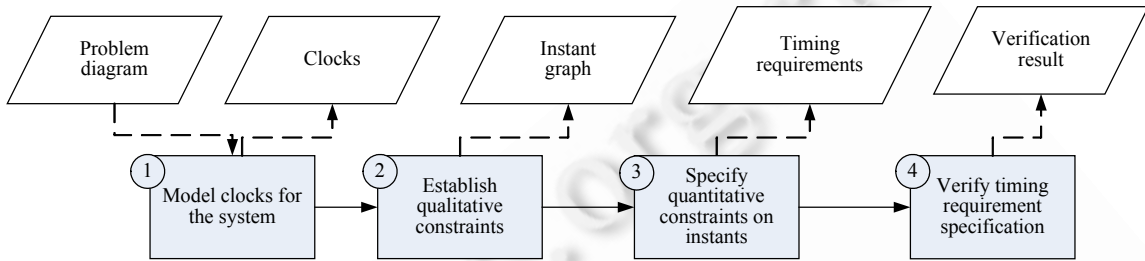 Problem
diagram
Clocks
Instant
graph
Timing
requirements
Verification
result
1
Model clocks for
the system
2
Establish
qualitative
constraints
3
Specify
quantitative
constraints on
instants
4
Verify timing
requirement
specification